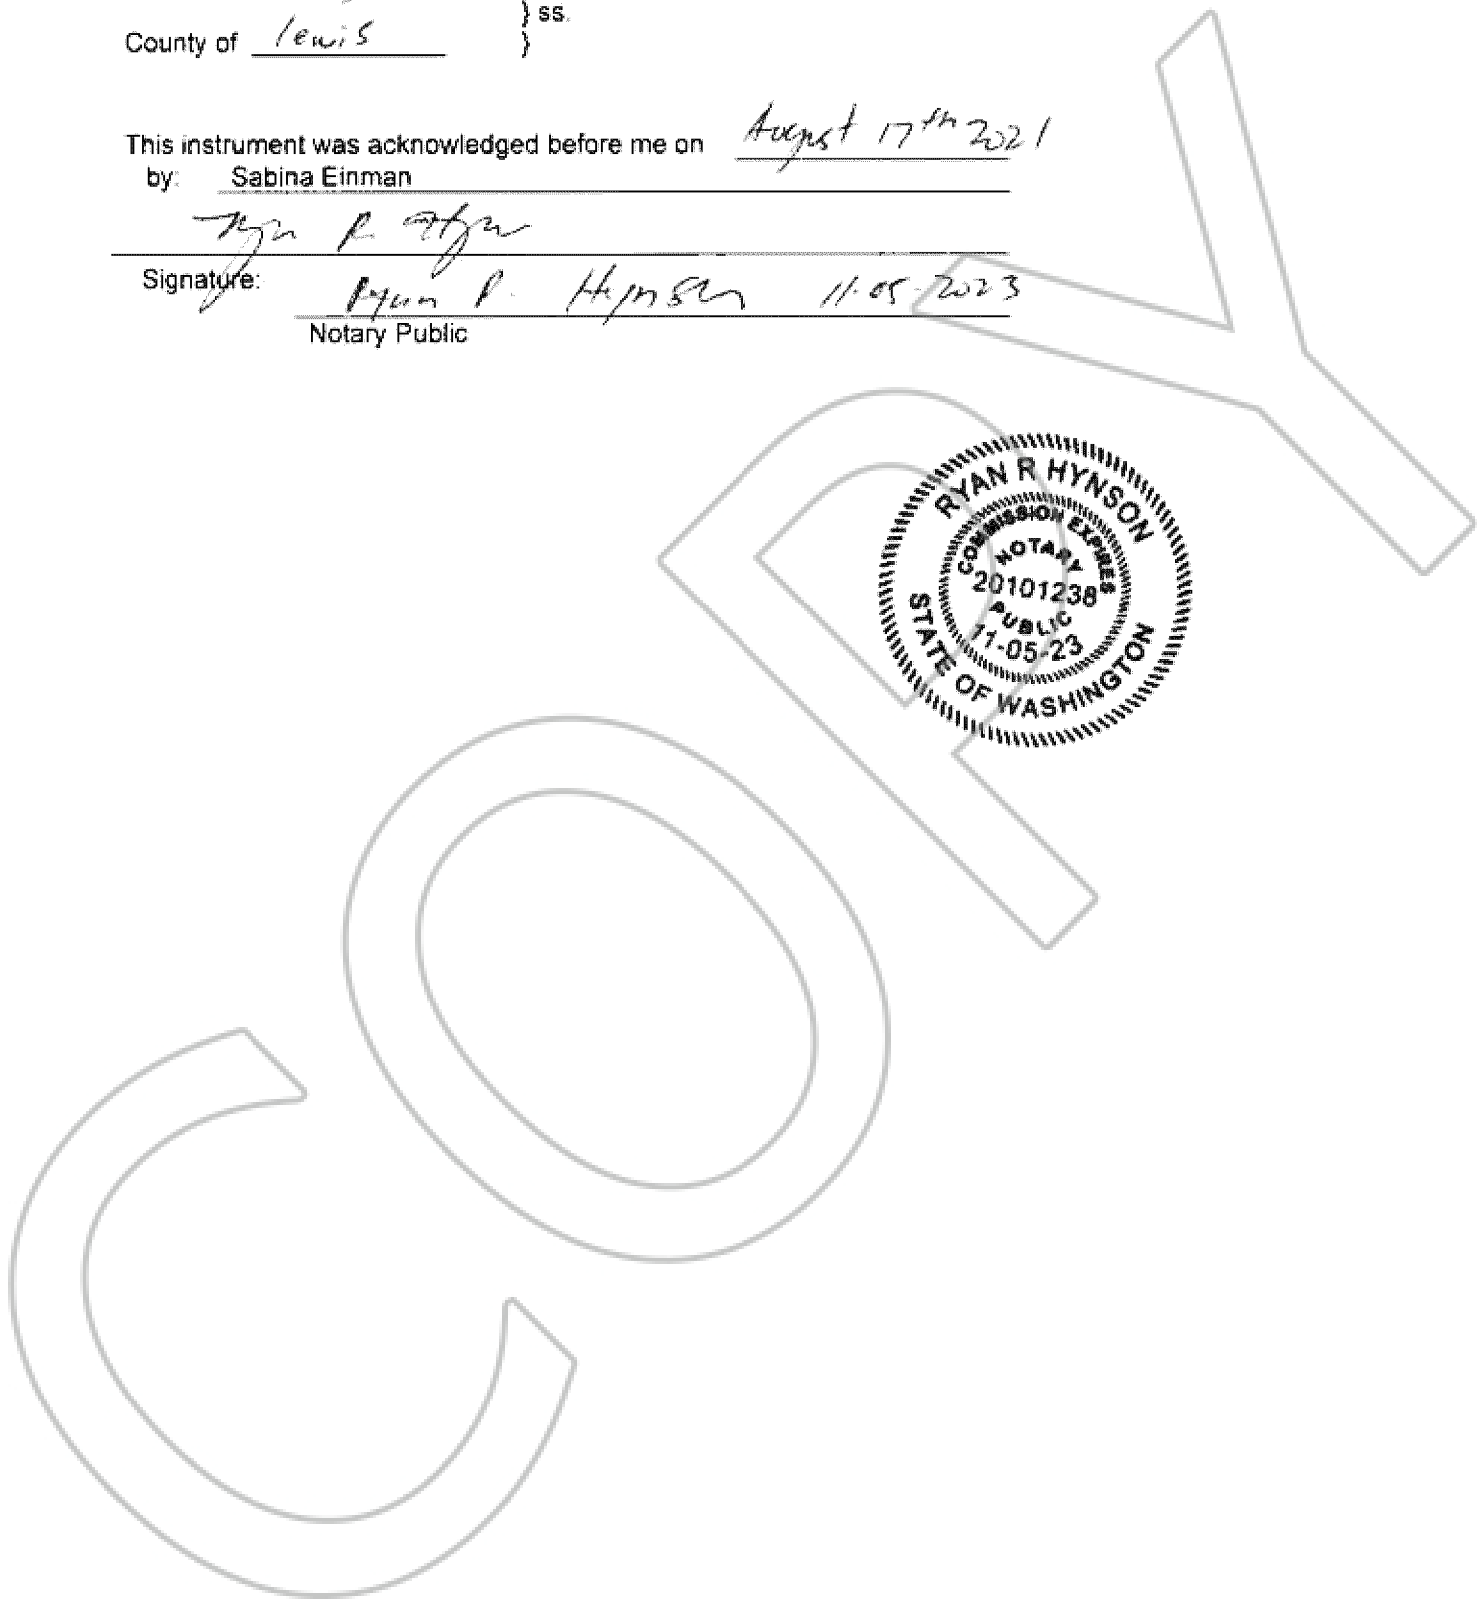 } ss.
County of lewis }
This instrument was acknowledged before me on August 17th 2021
by: Sabina Einman
Signature:
Ryan R. Hynson 11-05-2023
Notary Public
RYAN R HYNSON
COMMISSION EXPIRES
NOTARY
20101238
PUBLIC
11-05-23
STATE OF WASHINGTON
COPY